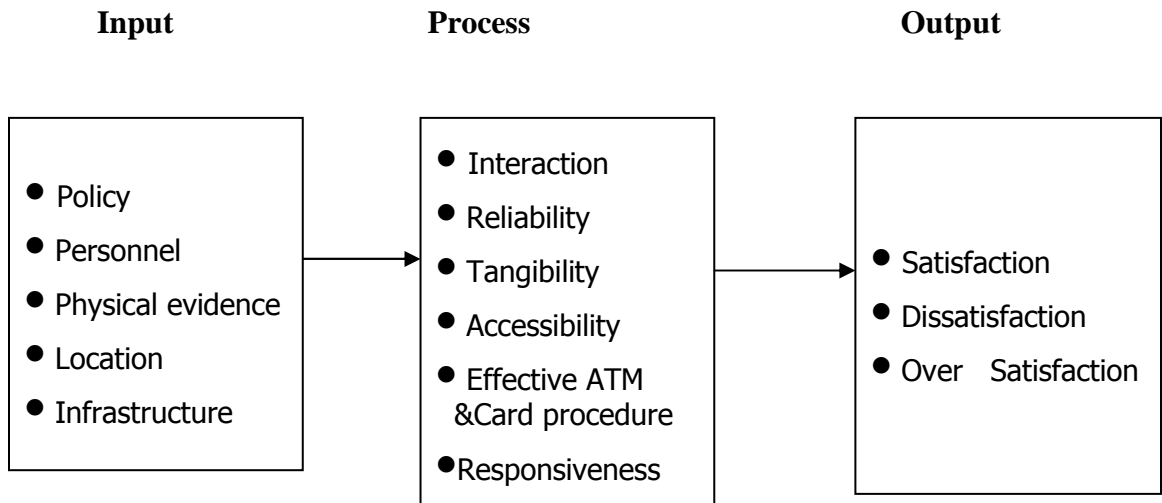 Input
Process
Output
● Policy
● Personnel
● Physical evidence
● Location
● Infrastructure
● Interaction
● Reliability
● Tangibility
● Accessibility
● Effective ATM
&Card procedure
●Responsiveness
● Satisfaction
● Dissatisfaction
● Over Satisfaction